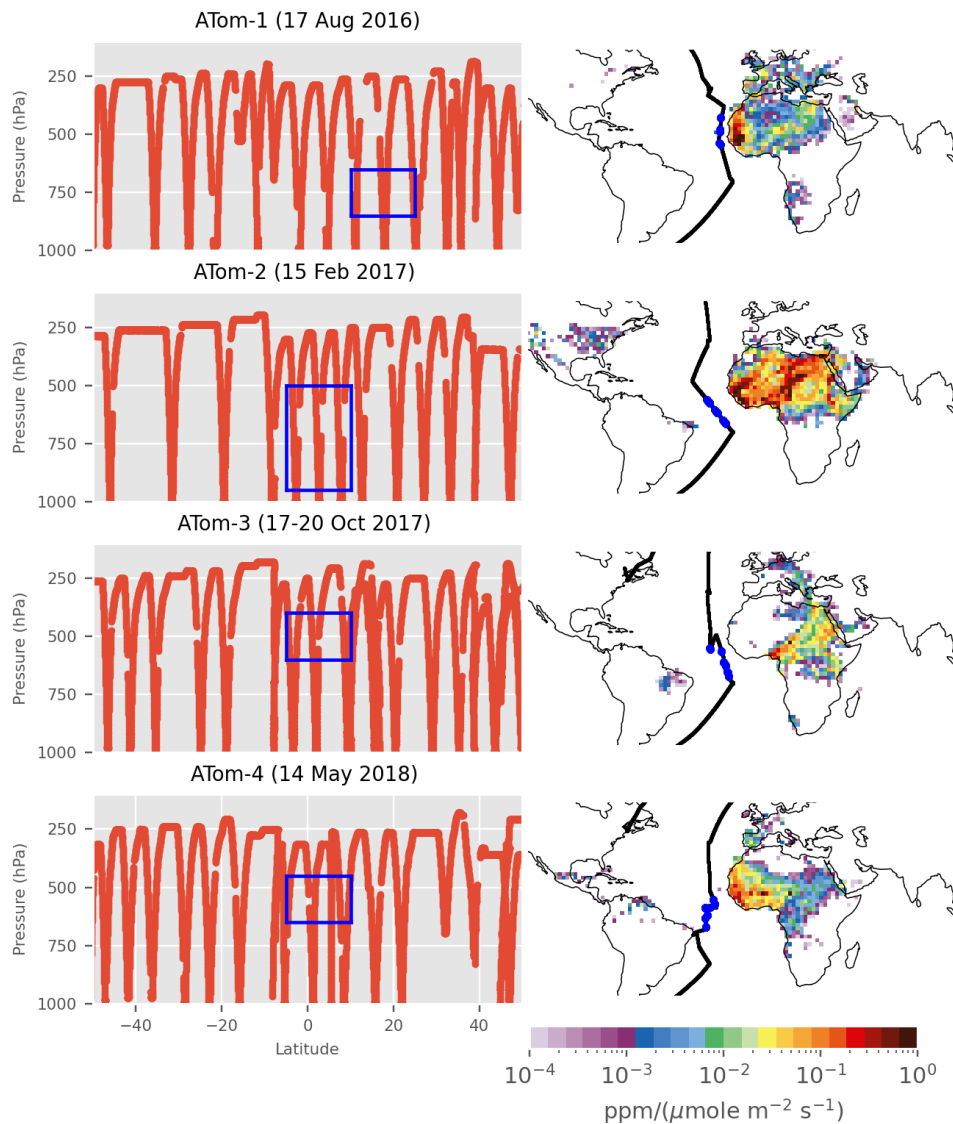 ATom-1 (17 Aug 2016)
250
500
750
1000
Pressure (hPa)
ATom-2 (15 Feb 2017)
250
500
750
1000
Pressure (hPa)
ATom-3 (17-20 Oct 2017)
250
500
750
1000
Pressure (hPa)
ATom-4 (14 May 2018)
250
500
750
1000
Pressure (hPa)
−40 −20 0 20 40
Latitude
10⁻⁴ 10⁻³ 10⁻² 10⁻¹ 10⁰
ppm/(μmole m⁻² s⁻¹)